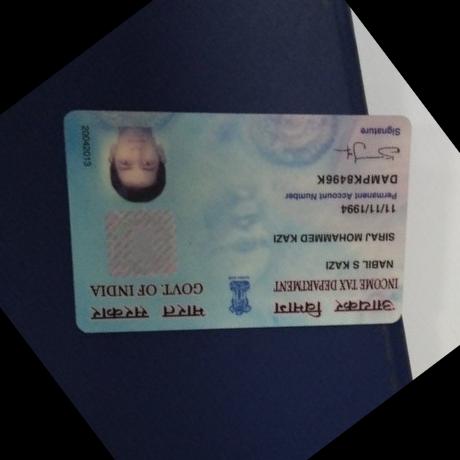 आयकर विभाग
INCOME TAX DEPARTMENT
भारत सरकार
GOVT. OF INDIA
NABIL S KAZI
SIRAJ MOHAMMED KAZI
11/11/1994
Permanent Account Number
DAMPK8496K
Signature
20042013